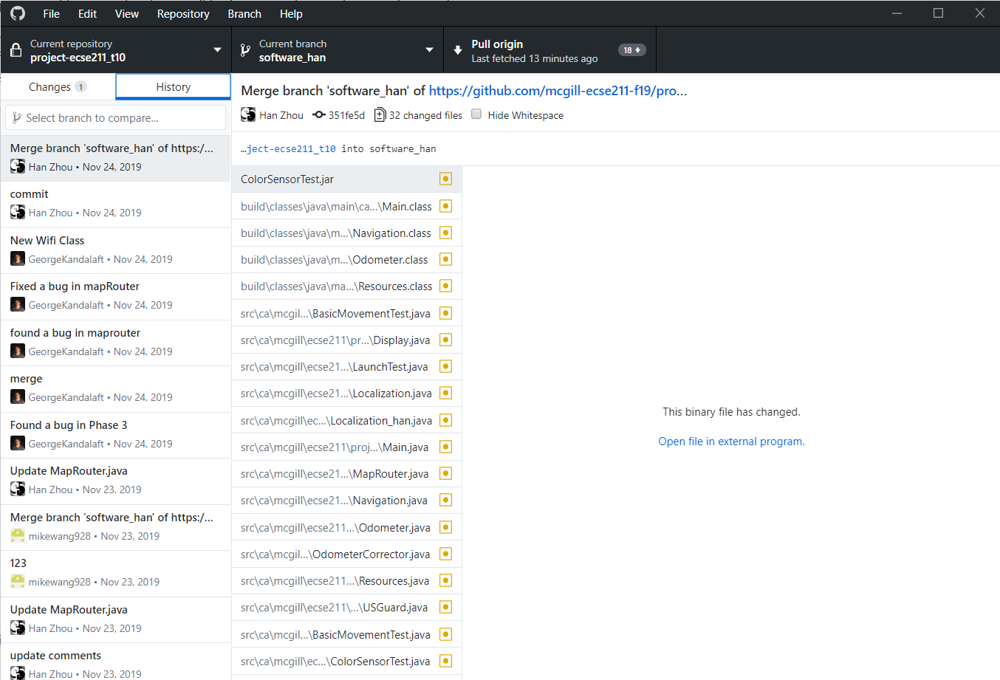 File Edit View Repository Branch Help
Current repository
project-ecse211_t10
Current branch
software_han
Pull origin
Last fetched 13 minutes ago
18
Changes 1
History
Select branch to compare...
Merge branch 'software_han' of https:/...
Han Zhou • Nov 24, 2019
commit
Han Zhou • Nov 24, 2019
New Wifi Class
GeorgeKandalaft • Nov 24, 2019
Fixed a bug in mapRouter
GeorgeKandalaft • Nov 24, 2019
found a bug in maprouter
GeorgeKandalaft • Nov 24, 2019
merge
GeorgeKandalaft • Nov 24, 2019
Found a bug in Phase 3
GeorgeKandalaft • Nov 24, 2019
Update MapRouter.java
Han Zhou • Nov 23, 2019
Merge branch 'software_han' of https:/...
mikewang928 • Nov 23, 2019
123
mikewang928 • Nov 23, 2019
Update MapRouter.java
Han Zhou • Nov 23, 2019
update comments
Han Zhou • Nov 23, 2019
Merge branch 'software_han' of https://github.com/mcgill-ecse211-f19/pro...
Han Zhou 351fe5d 32 changed files Hide Whitespace
…ject-ecse211_t10 into software_han
ColorSensorTest.jar
build\classes\java\main\ca...\Main.class
build\classes\java\m...\Navigation.class
build\classes\java\m...\Odometer.class
build\classes\java\ma...\Resources.class
src\ca\mcgil...\BasicMovementTest.java
src\ca\mcgill\ecse211\pr...\Display.java
src\ca\mcgill\ecse21...\LaunchTest.java
src\ca\mcgill\ecse21...\Localization.java
src\ca\mcgill\ec...\Localization_han.java
src\ca\mcgill\ecse211\proj...\Main.java
src\ca\mcgill\ecse21...\MapRouter.java
src\ca\mcgill\ecse21...\Navigation.java
src\ca\mcgill\ecse211...\Odometer.java
src\ca\mcgil...\OdometerCorrector.java
src\ca\mcgill\ecse211...\Resources.java
src\ca\mcgill\ecse211\...\USGuard.java
src\ca\mcgil...\BasicMovementTest.java
src\ca\mcgill\ec...\ColorSensorTest.java
This binary file has changed.
Open file in external program.